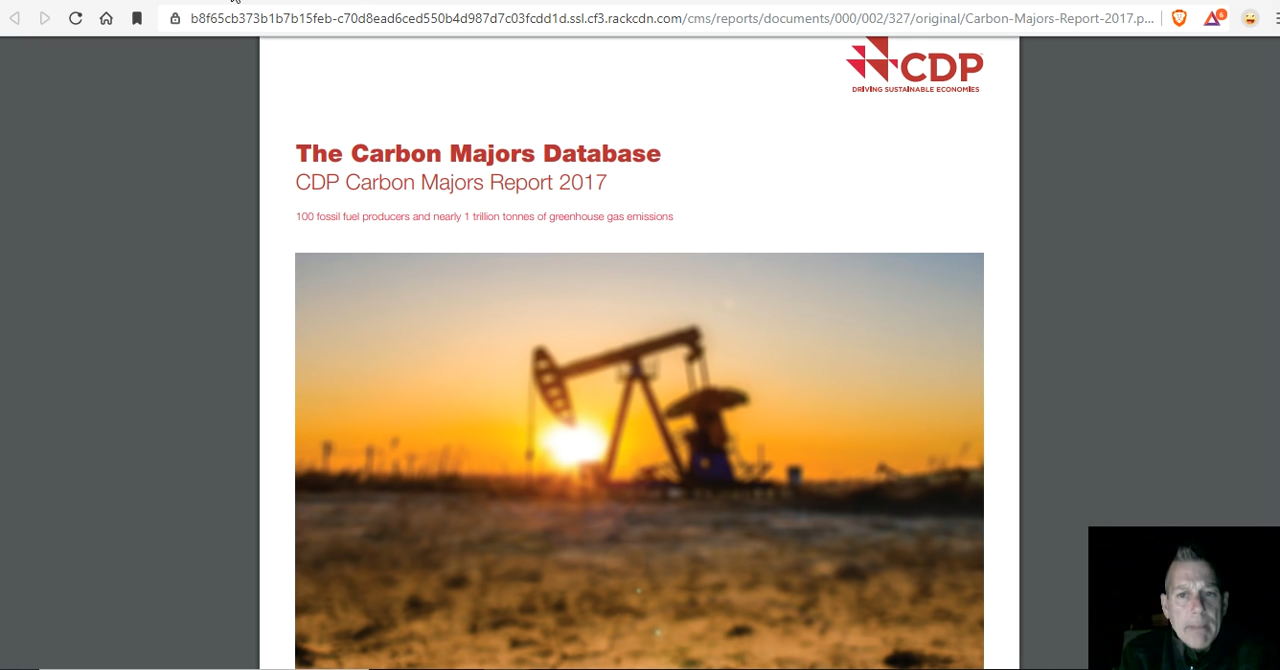 b8f65cb373b1b7b15feb-c70d8ead6ced550b4d987d7c03fcdd1d.ssl.cf3.rackcdn.com/cms/reports/documents/000/002/327/original/Carbon-Majors-Report-2017.p...
6
CDP
DRIVING SUSTAINABLE ECONOMIES
The Carbon Majors Database
CDP Carbon Majors Report 2017
100 fossil fuel producers and nearly 1 trillion tonnes of greenhouse gas emissions